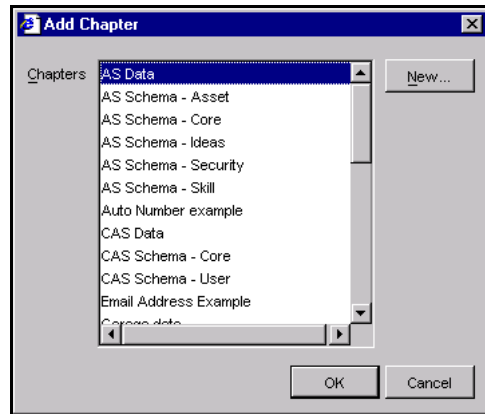 Add Chapter
Chapters
AS Data
New...
AS Schema - Asset
AS Schema - Core
AS Schema - Ideas
AS Schema - Security
AS Schema - Skill
Auto Number example
CAS Data
CAS Schema - Core
CAS Schema - User
Email Address Example
OK
Cancel